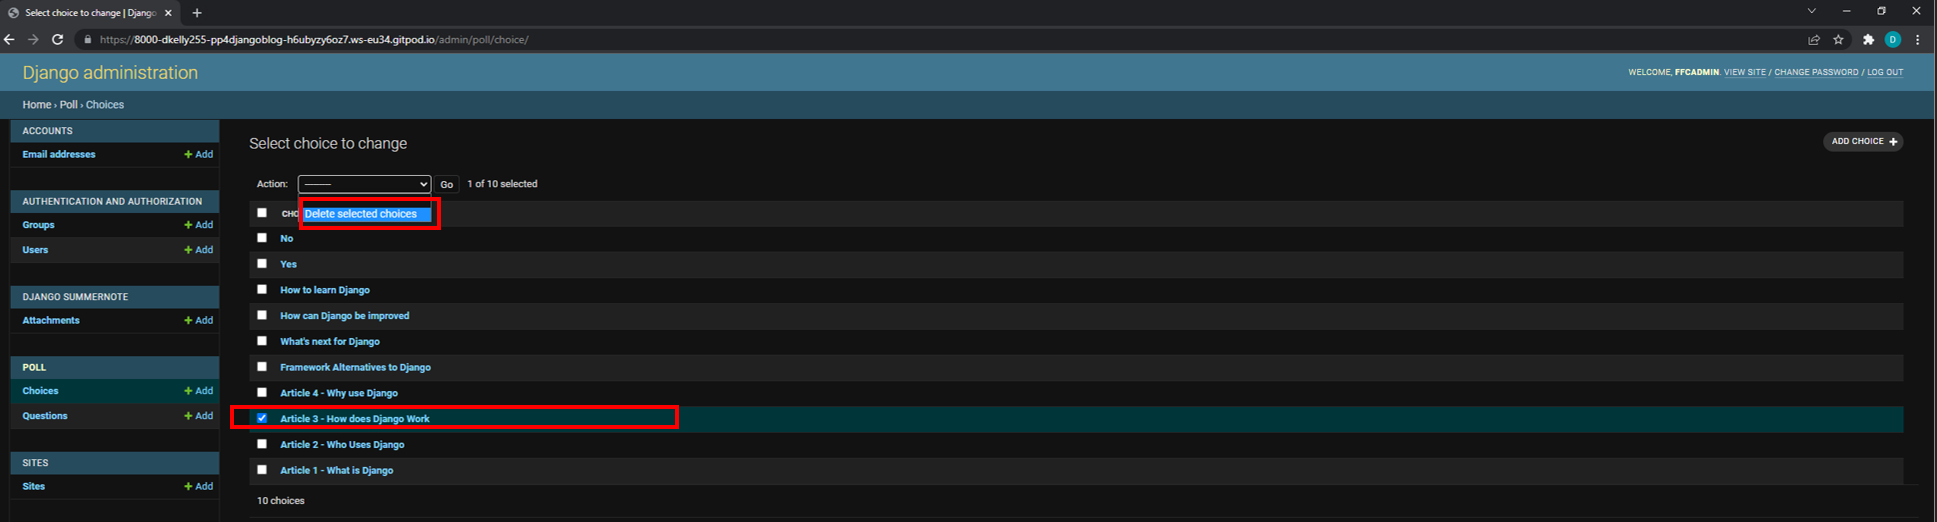 Select choice to change | Django
https://8000-dkelly255-pp4djangoblog-h6ubyzy6oz7.ws-eu34.gitpod.io/admin/poll/choice/
D
Django administration
WELCOME, FFCADMIN. VIEW SITE / CHANGE PASSWORD / LOG OUT
Home › Poll › Choices
ACCOUNTS
Email addresses + Add
AUTHENTICATION AND AUTHORIZATION
Groups + Add
Users + Add
DJANGO SUMMERNOTE
Attachments + Add
POLL
Choices + Add
Questions + Add
SITES
Sites + Add
Select choice to change
ADD CHOICE +
Action: --------- Go 1 of 10 selected
CHO
Delete selected choices
No
Yes
How to learn Django
How can Django be improved
What's next for Django
Framework Alternatives to Django
Article 4 - Why use Django
Article 3 - How does Django Work
Article 2 - Who Uses Django
Article 1 - What is Django
10 choices